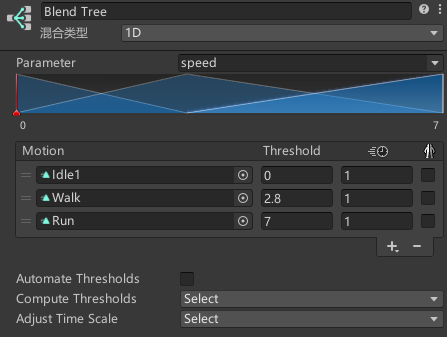 Blend Tree
混合类型 1D
Parameter speed
0 7
Motion Threshold
Idle1 0 1
Walk 2.8 1
Run 7 1
Automate Thresholds
Compute Thresholds Select
Adjust Time Scale Select